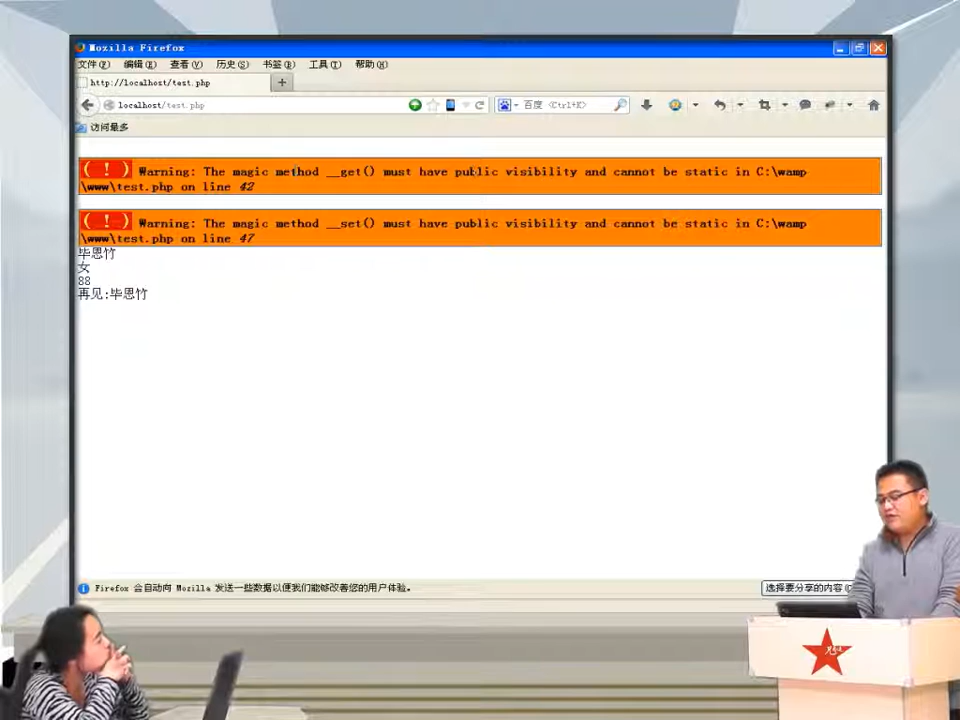 Mozilla Firefox
文件(F) 编辑(E) 查看(V) 历史(S) 书签(B) 工具(T) 帮助(H)
http://localhost/test.php
localhost/test.php
百度 <Ctrl+K>
访问最多
( ! ) Warning: The magic method __get() must have public visibility and cannot be static in C:\wamp
\www\test.php on line 42
( ! ) Warning: The magic method __set() must have public visibility and cannot be static in C:\wamp
\www\test.php on line 47
毕恩竹
女
88
再见:毕恩竹
Firefox 会自动向 Mozilla 发送一些数据以便我们能够改善您的用户体验。
选择要分享的内容(C